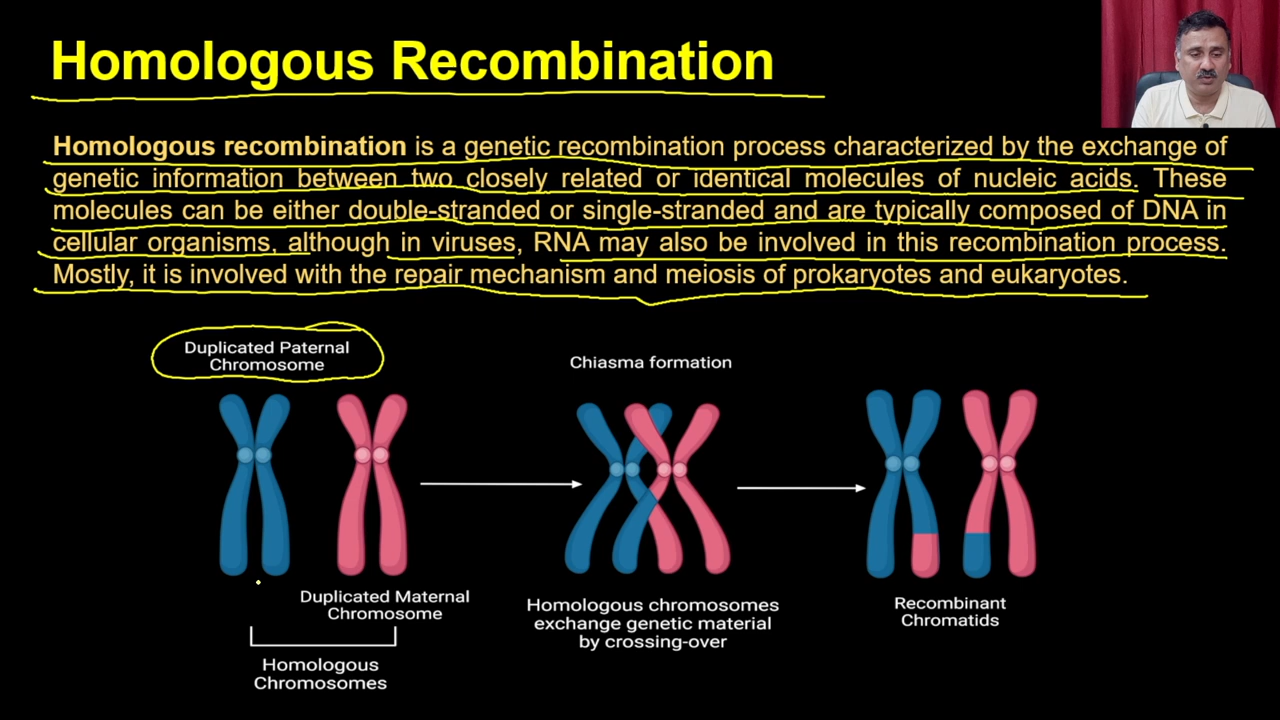 Homologous Recombination
Homologous recombination is a genetic recombination process characterized by the exchange of
genetic information between two closely related or identical molecules of nucleic acids. These
molecules can be either double-stranded or single-stranded and are typically composed of DNA in
cellular organisms, although in viruses, RNA may also be involved in this recombination process.
Mostly, it is involved with the repair mechanism and meiosis of prokaryotes and eukaryotes.
Duplicated Paternal
Chromosome
Chiasma formation
Duplicated Maternal
Chromosome
Homologous
Chromosomes
Homologous chromosomes
exchange genetic material
by crossing-over
Recombinant
Chromatids